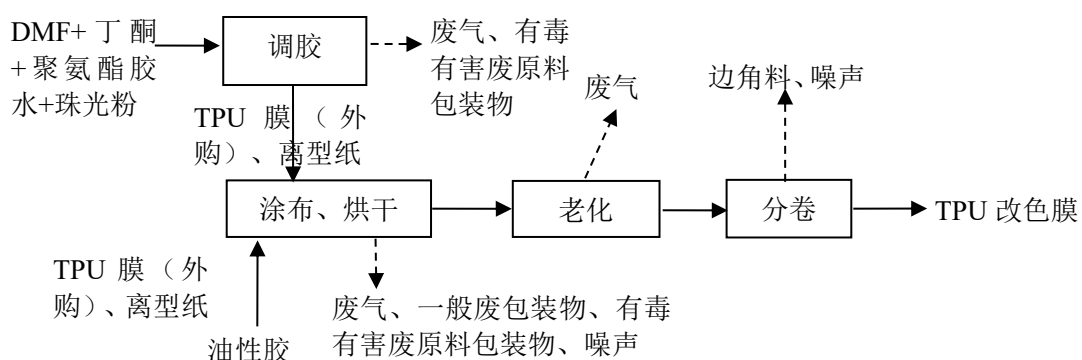 DMF+丁酮
+聚氨酯胶
水+珠光粉
调胶
废气、有毒
有害废原料
包装物
TPU 膜（外
购）、离型纸
废气
边角料、噪声
涂布、烘干
老化
分卷
TPU 改色膜
TPU 膜（外
购）、离型纸
油性胶
废气、一般废包装物、有毒
有害废原料包装物、噪声